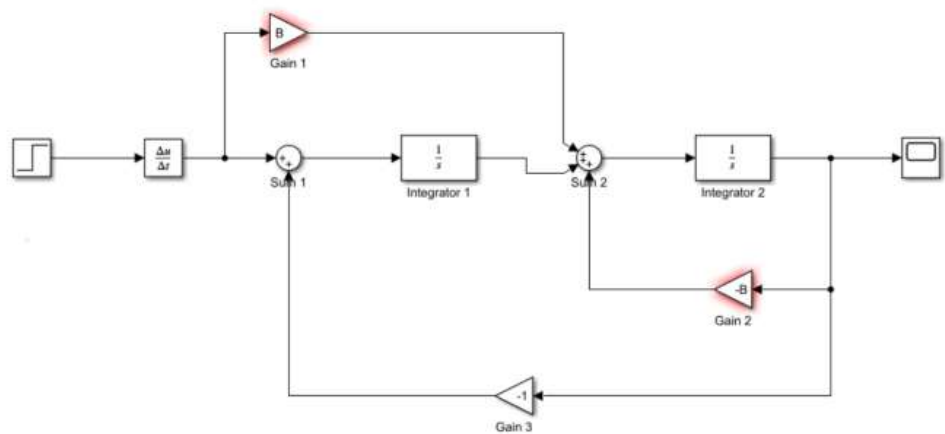 B
Gain 1
Δu
Δt
+
+
Sum 1
1
s
Integrator 1
+
+
+
Sum 2
1
s
Integrator 2
-B
Gain 2
-1
Gain 3